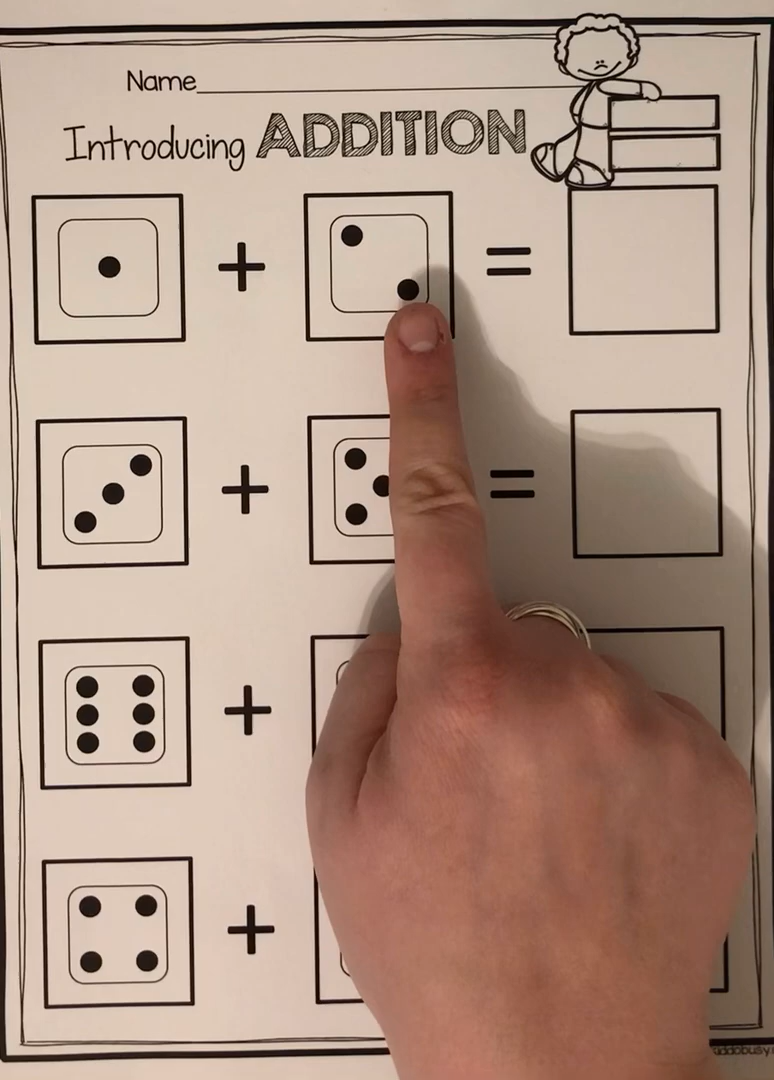 Name
Introducing ADDITION
+ =
+ =
+
+